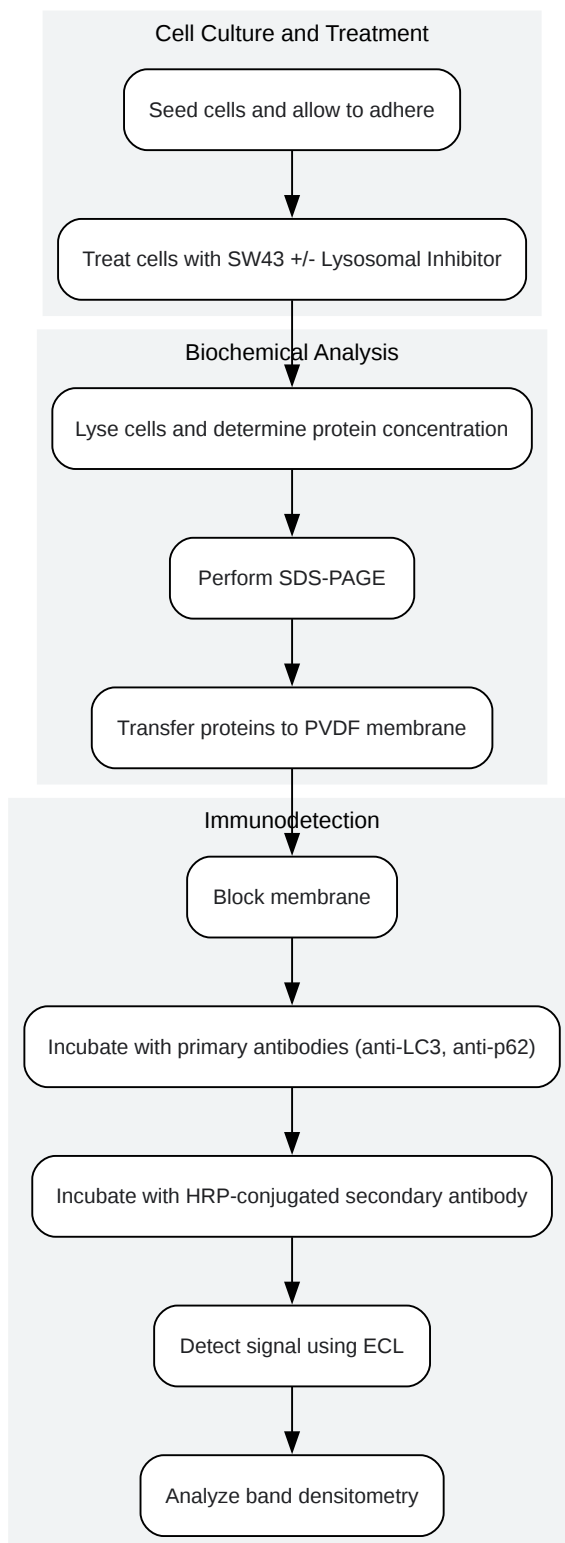 Cell Culture and Treatment
Seed cells and allow to adhere
Treat cells with SW43 +/- Lysosomal Inhibitor
Biochemical Analysis
Lyse cells and determine protein concentration
Perform SDS-PAGE
Transfer proteins to PVDF membrane
Immunodetection
Block membrane
Incubate with primary antibodies (anti-LC3, anti-p62)
Incubate with HRP-conjugated secondary antibody
Detect signal using ECL
Analyze band densitometry